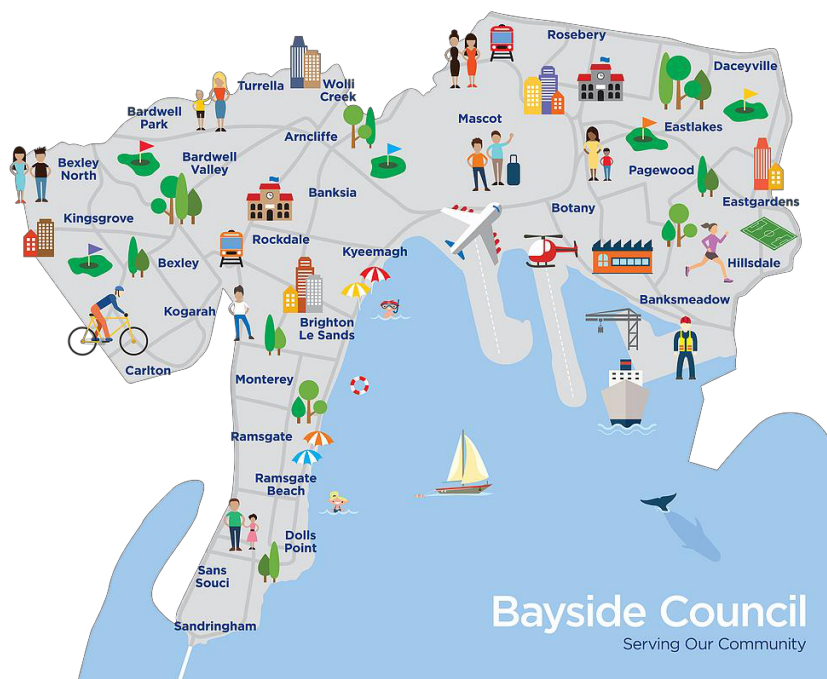 Rosebery
Daceyville
Turrella
Wolli
Creek
Bardwell
Park
Mascot
Arncliffe
Eastlakes
Bexley
North
Bardwell
Valley
Pagewood
Banksia
Eastgardens
Kingsgrove
Botany
Rockdale
Kyeemagh
Bexley
Hillsdale
Kogarah
Banksmeadow
Brighton
Le Sands
Carlton
Monterey
Ramsgate
Ramsgate
Beach
Dolls
Point
Sans
Souci
Sandringham
Bayside Council
Serving Our Community